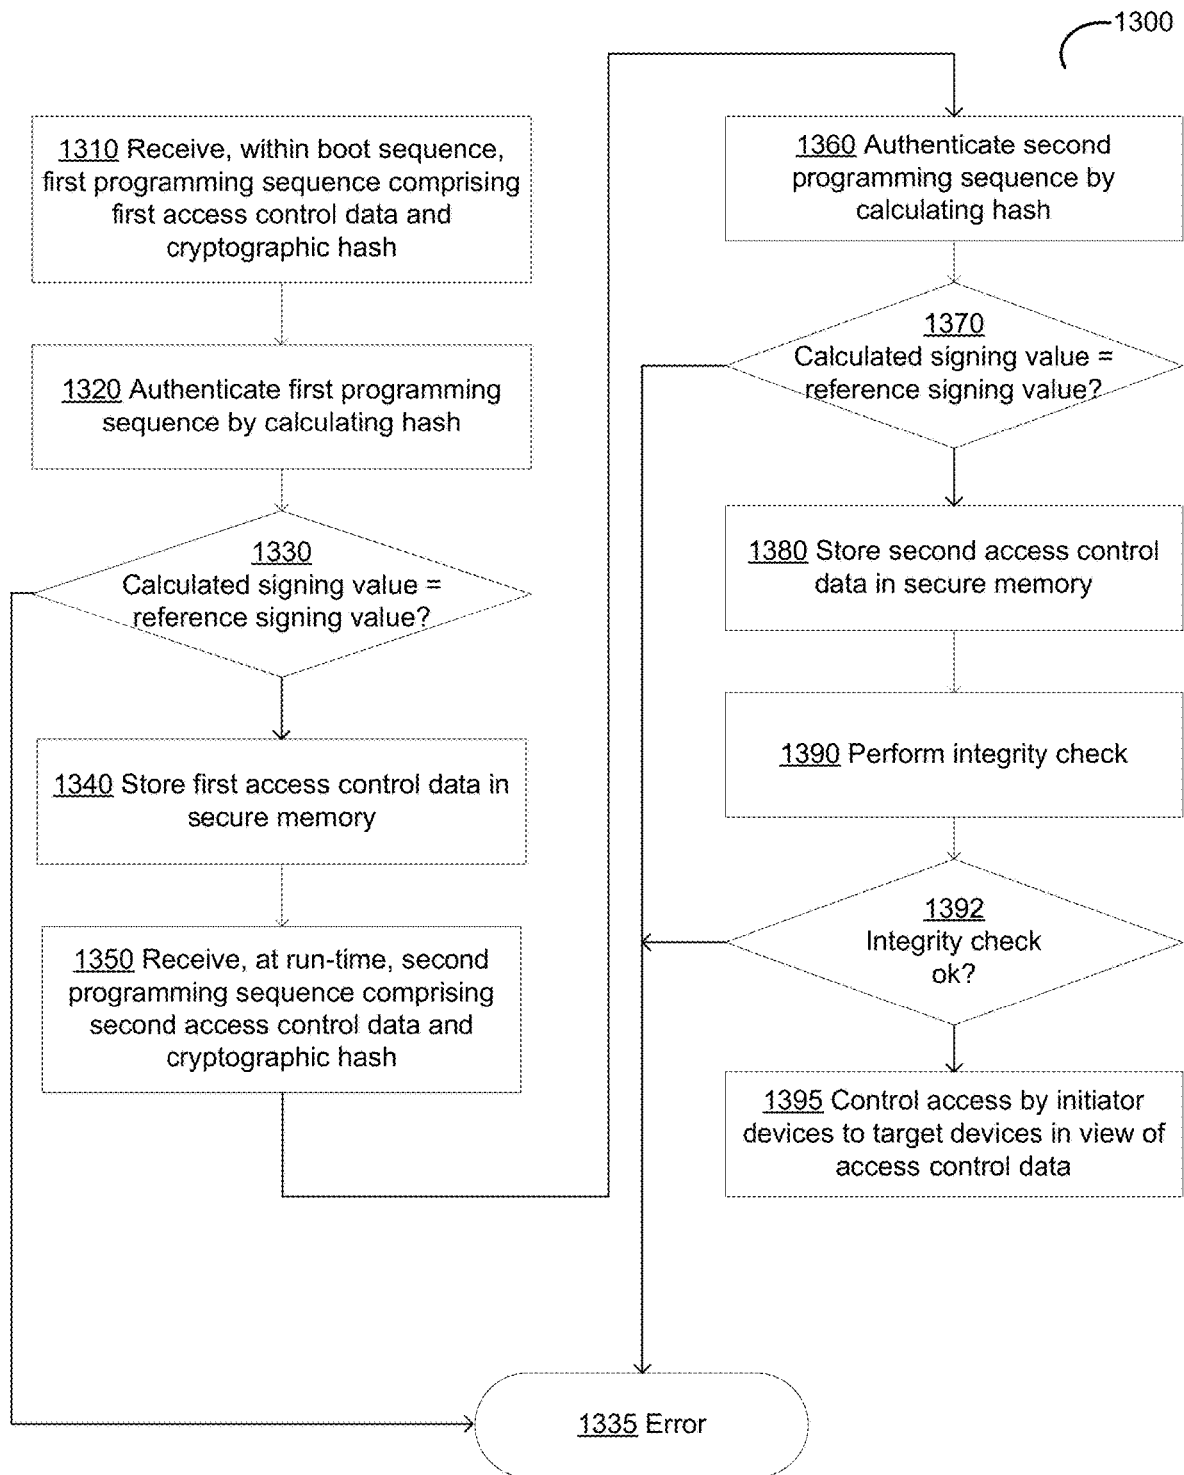 1300
1310 Receive, within boot sequence,
first programming sequence comprising
first access control data and
cryptographic hash
1320 Authenticate first programming
sequence by calculating hash
1330
Calculated signing value =
reference signing value?
1340 Store first access control data in
secure memory
1350 Receive, at run-time, second
programming sequence comprising
second access control data and
cryptographic hash
1360 Authenticate second
programming sequence by
calculating hash
1370
Calculated signing value =
reference signing value?
1380 Store second access control
data in secure memory
1390 Perform integrity check
1392
Integrity check
ok?
1395 Control access by initiator
devices to target devices in view of
access control data
1335 Error